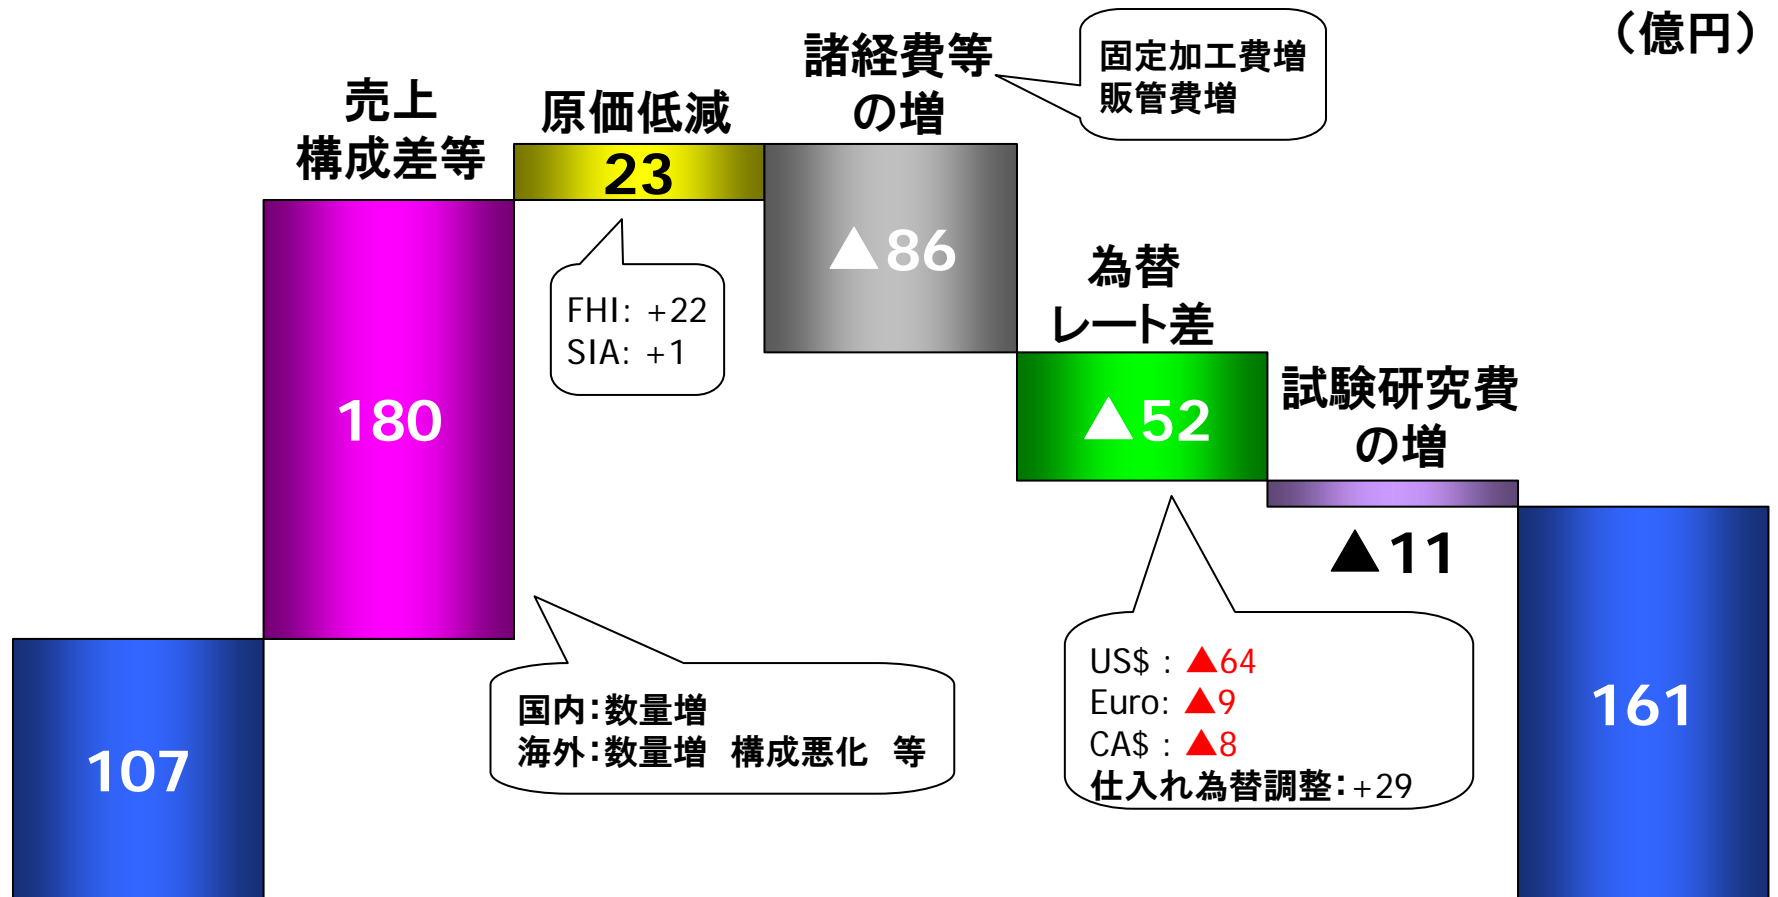 （億円）
売上
構成差等
原価低減
諸経費等
の増
固定加工費増
販管費増
23
FHI: +22
SIA: +1
▲86
為替
レート差
試験研究費
の増
180
▲52
▲11
107
国内：数量増
海外：数量増　構成悪化　等
US$ : ▲64
Euro: ▲9
CA$ : ▲8
仕入れ為替調整：+29
161